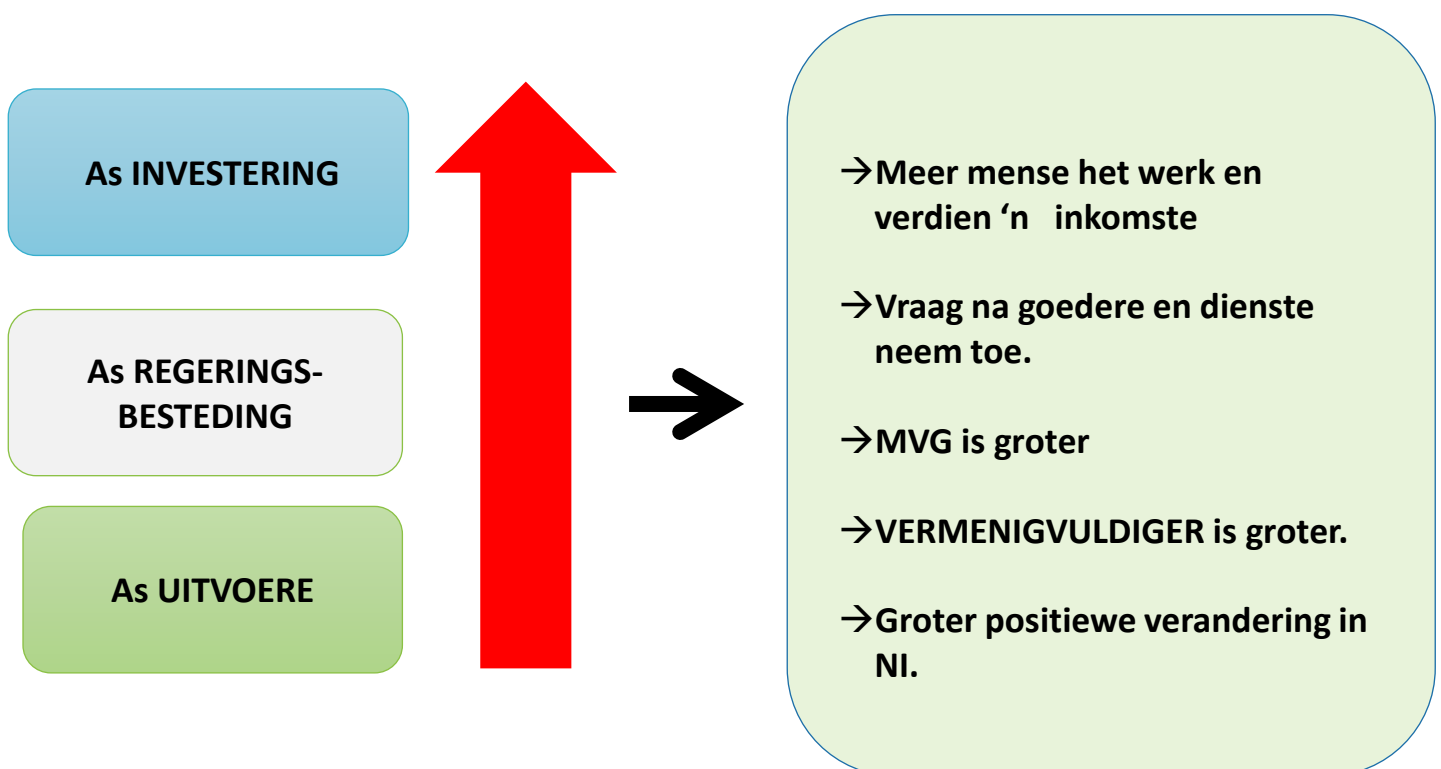 As INVESTERING
As REGERINGS-
BESTEDING
As UITVOERE
→Meer mense het werk en
verdien ‘n inkomste
→Vraag na goedere en dienste
neem toe.
→MVG is groter
→VERMENIGVULDIGER is groter.
→Groter positiewe verandering in
NI.